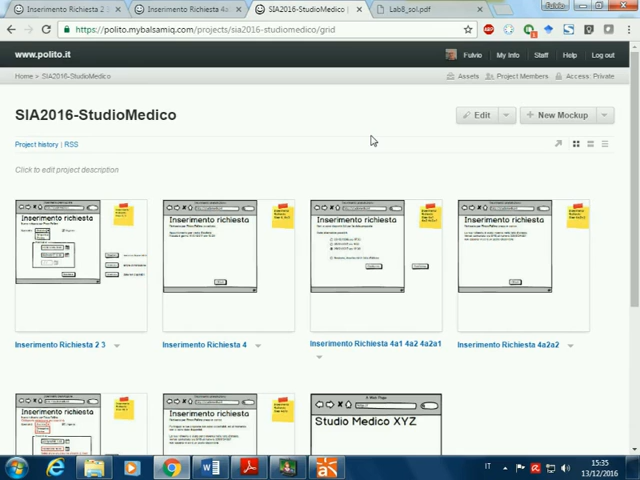 Inserimento Richiesta 2
Inserimento Richiesta 4a
SIA2016-StudioMedico |
Lab8_sol.pdf
Fulvio
https://polito.mybalsamiq.com/projects/sia2016-studiomedico/grid
www.polito.it
Fulvio
My Info
Staff
Help
Log out
Home > SIA2016-StudioMedico
Assets
Project Members
Access: Private
SIA2016-StudioMedico
Edit
New Mockup
Project history | RSS
Click to edit project description
Inserimento richiesta
Inserimento richiesta
Inserimento richiesta
Inserimento richiesta
Inserimento Richiesta 2 3
Inserimento Richiesta 4
Inserimento Richiesta 4a1 4a2 4a2a1
Inserimento Richiesta 4a2a2
Inserimento richiesta
Inserimento richiesta
A Web Page
Studio Medico XYZ
IT
15:35
13/12/2016